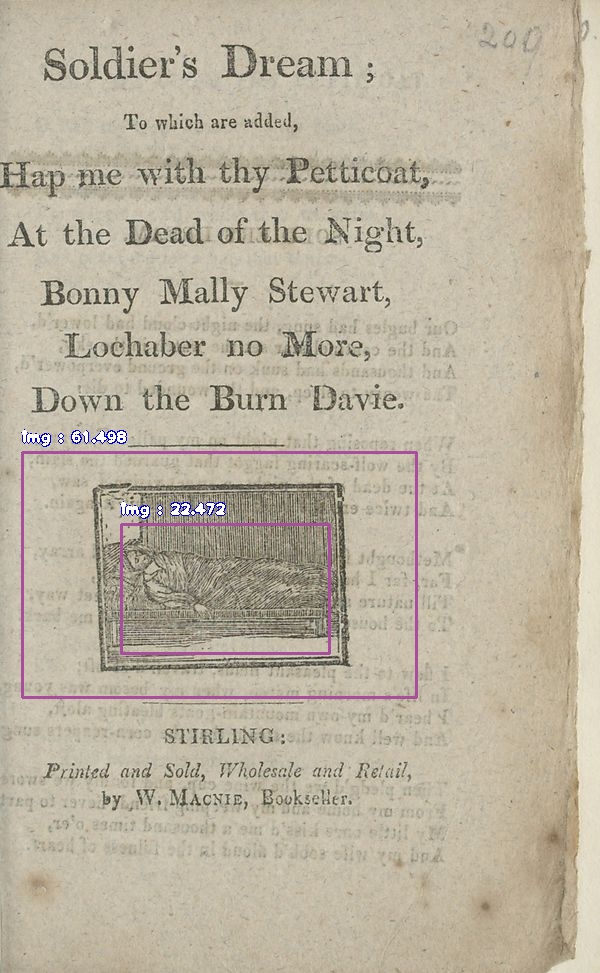 200
Soldier's Dream ;
To which are added,
Hap me with thy Petticoat,
At the Dead of the Night,
Bonny Mally Stewart,
Lochaber no More,
Down the Burn Davie.
img : 61.498
img : 22.472
STIRLING:
Printed and Sold, Wholesale and Retail,
by W. MACNIE, Bookseller.